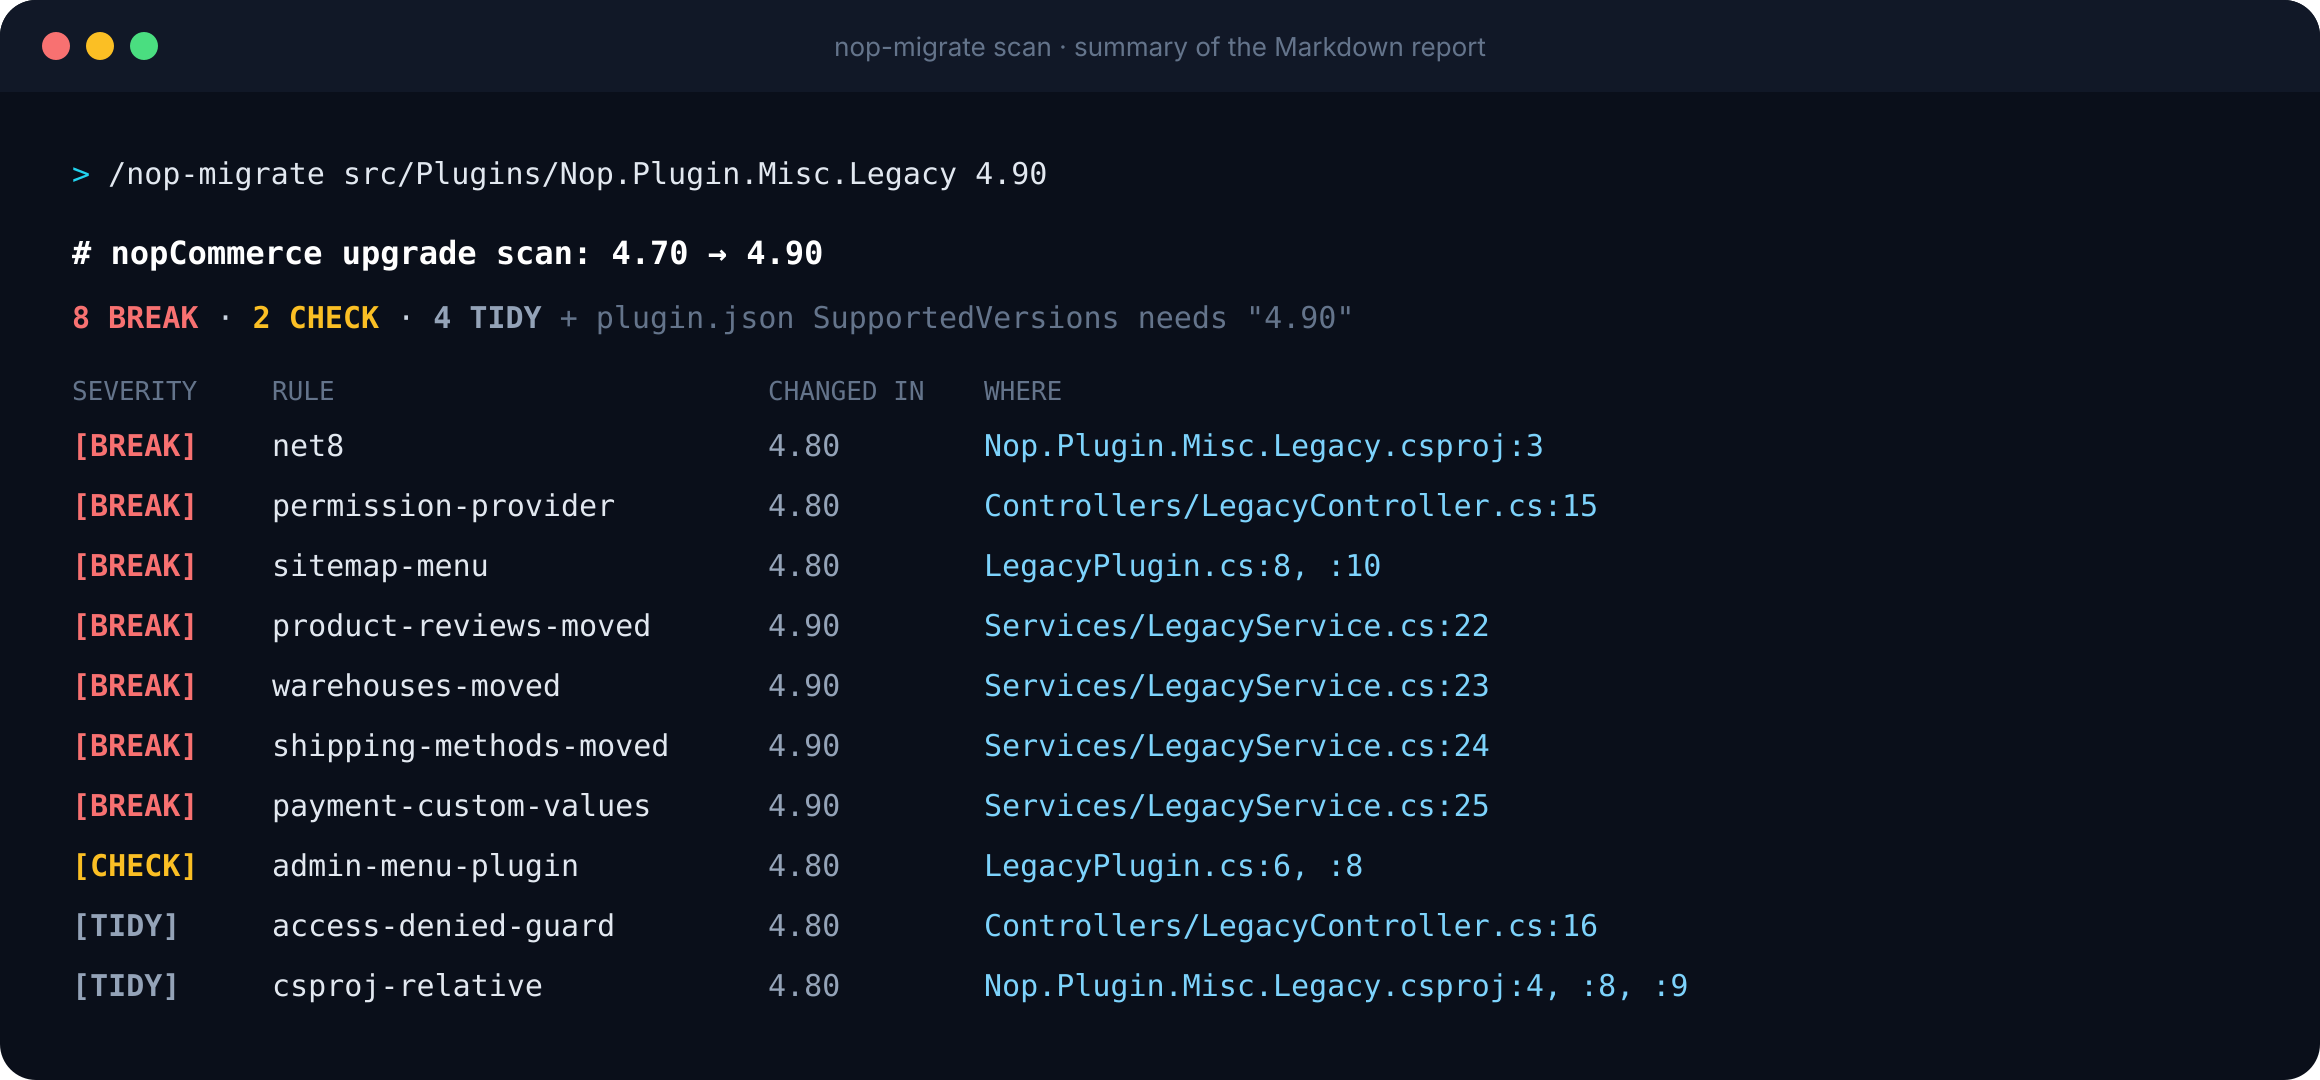 nop-migrate scan · summary of the Markdown report
> /nop-migrate src/Plugins/Nop.Plugin.Misc.Legacy 4.90
# nopCommerce upgrade scan: 4.70 → 4.90
8 BREAK · 2 CHECK · 4 TIDY + plugin.json SupportedVersions needs "4.90"
SEVERITY RULE CHANGED IN WHERE
[BREAK] net8 4.80 Nop.Plugin.Misc.Legacy.csproj:3
[BREAK] permission-provider 4.80 Controllers/LegacyController.cs:15
[BREAK] sitemap-menu 4.80 LegacyPlugin.cs:8, :10
[BREAK] product-reviews-moved 4.90 Services/LegacyService.cs:22
[BREAK] warehouses-moved 4.90 Services/LegacyService.cs:23
[BREAK] shipping-methods-moved 4.90 Services/LegacyService.cs:24
[BREAK] payment-custom-values 4.90 Services/LegacyService.cs:25
[CHECK] admin-menu-plugin 4.80 LegacyPlugin.cs:6, :8
[TIDY] access-denied-guard 4.80 Controllers/LegacyController.cs:16
[TIDY] csproj-relative 4.80 Nop.Plugin.Misc.Legacy.csproj:4, :8, :9